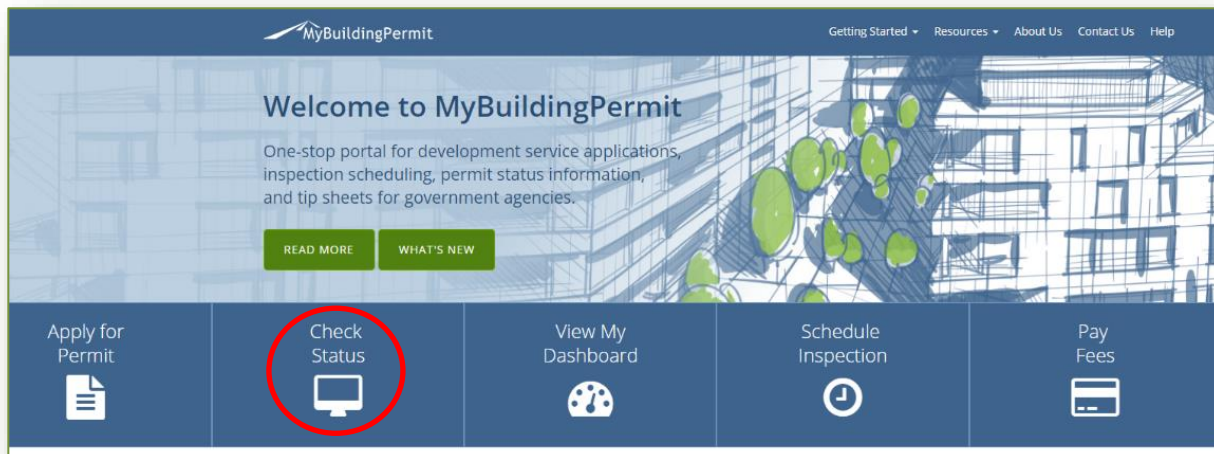 MyBuildingPermit
Getting Started Resources About Us Contact Us Help
Welcome to MyBuildingPermit
One-stop portal for development service applications,
inspection scheduling, permit status information,
and tip sheets for government agencies.
READ MORE
WHAT'S NEW
Apply for
Permit
Check
Status
View My
Dashboard
Schedule
Inspection
Pay
Fees